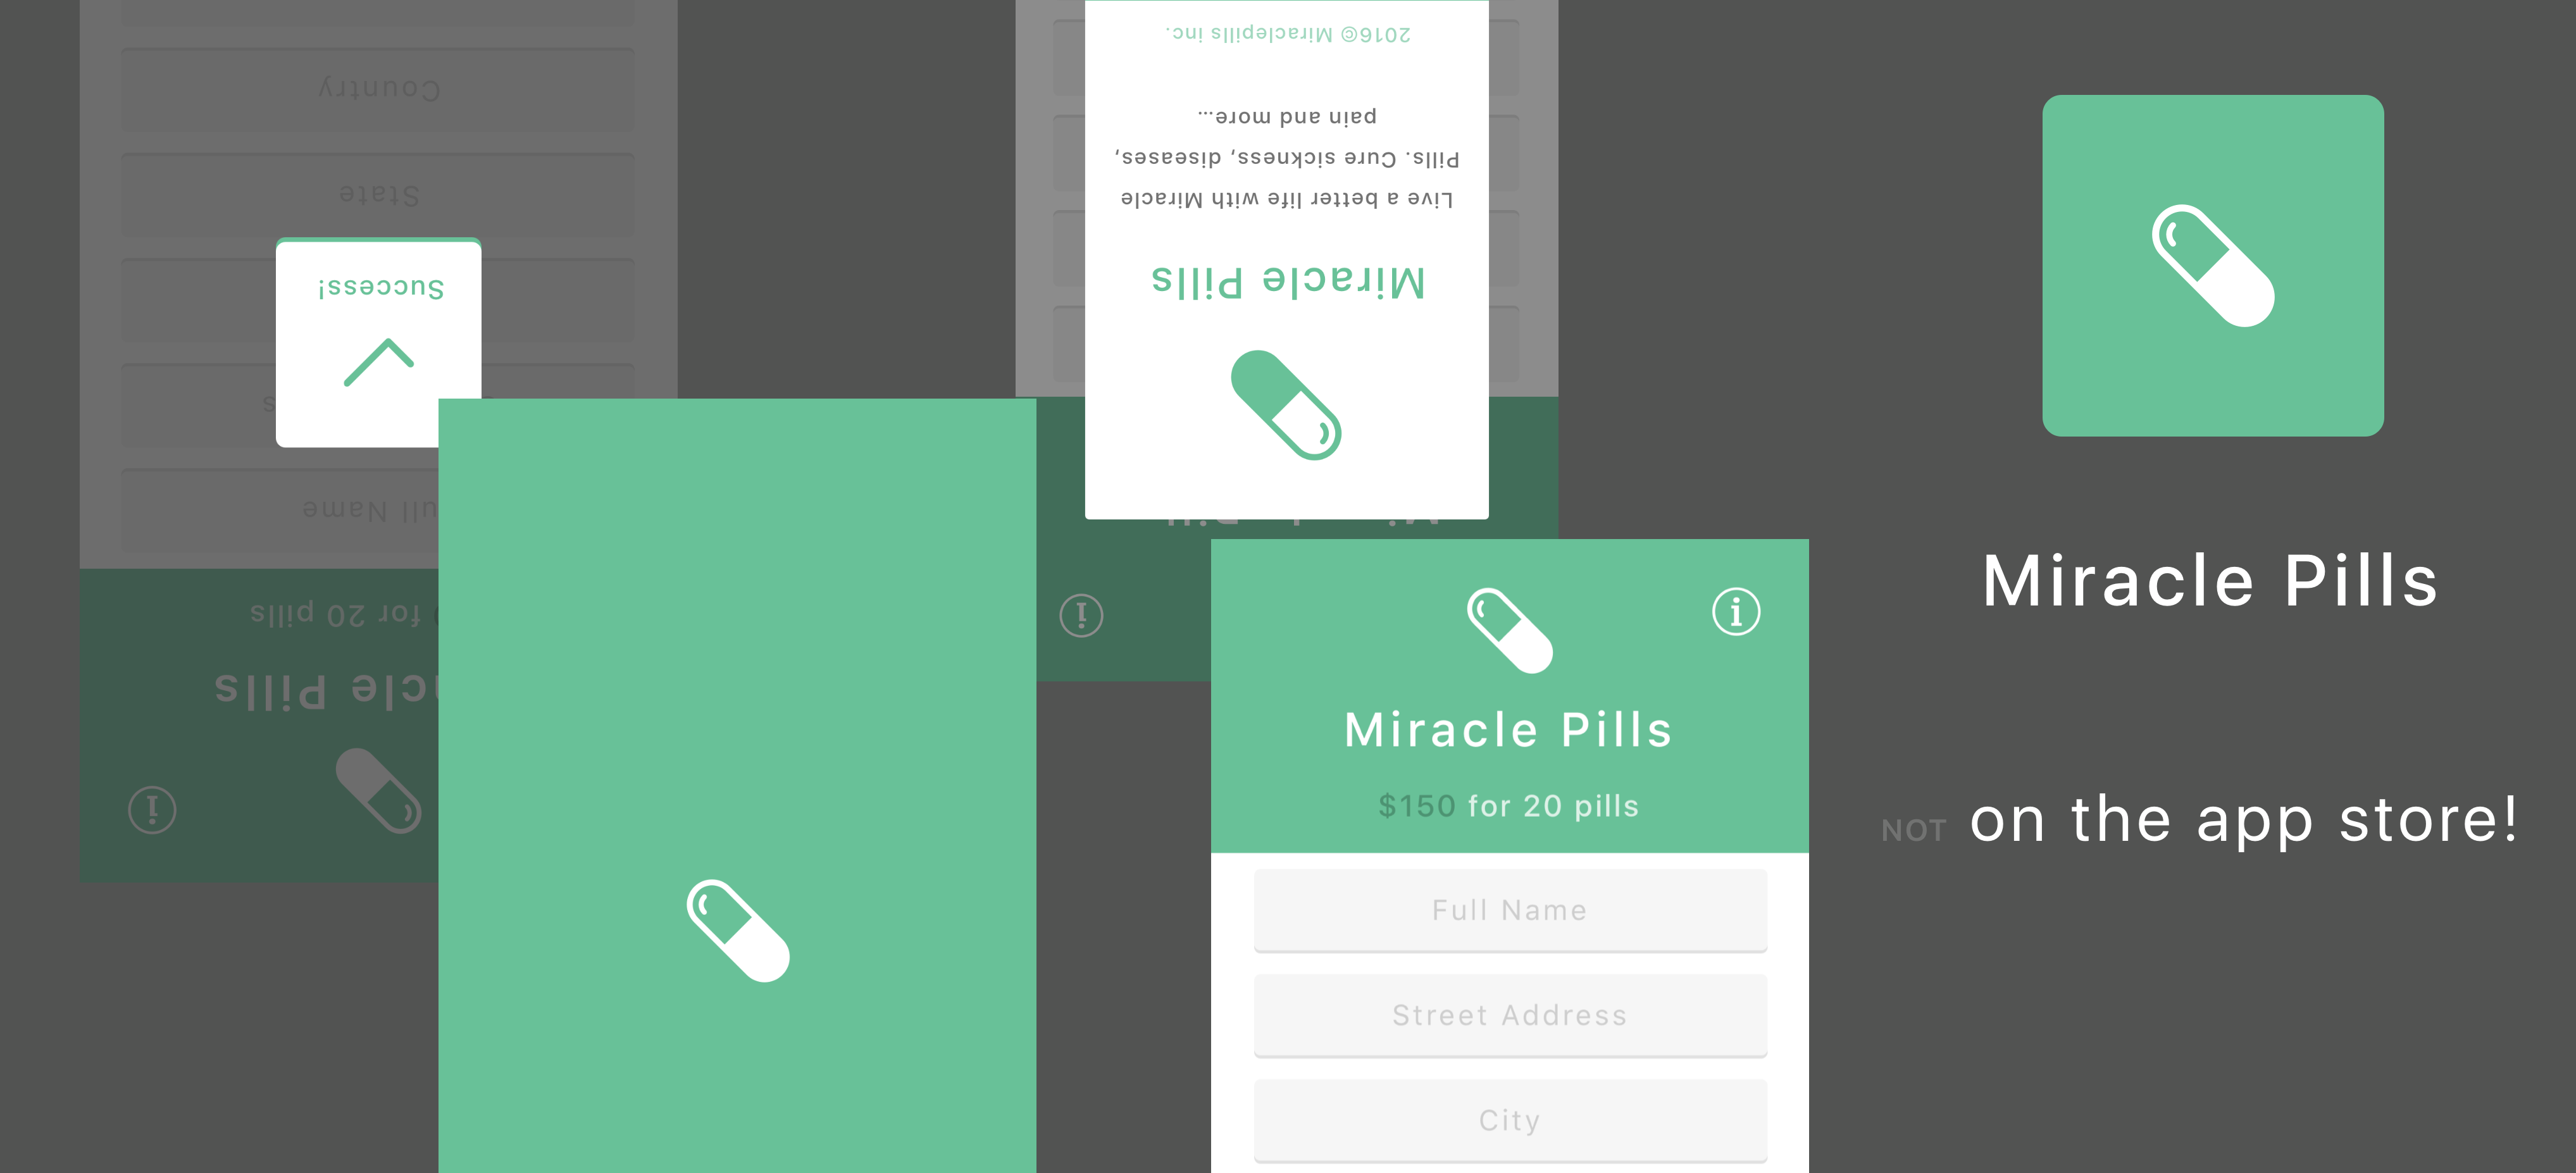 Country
State
Success!
ull Name
for 20 pills
cle Pills
i
Miracle Pills
Live a better life with Miracle
Pills. Cure sickness, diseases,
pain and more...
2016© Miraclepills inc.
i
i
Miracle Pills
$150 for 20 pills
Full Name
Street Address
City
Miracle Pills
NOT on the app store!